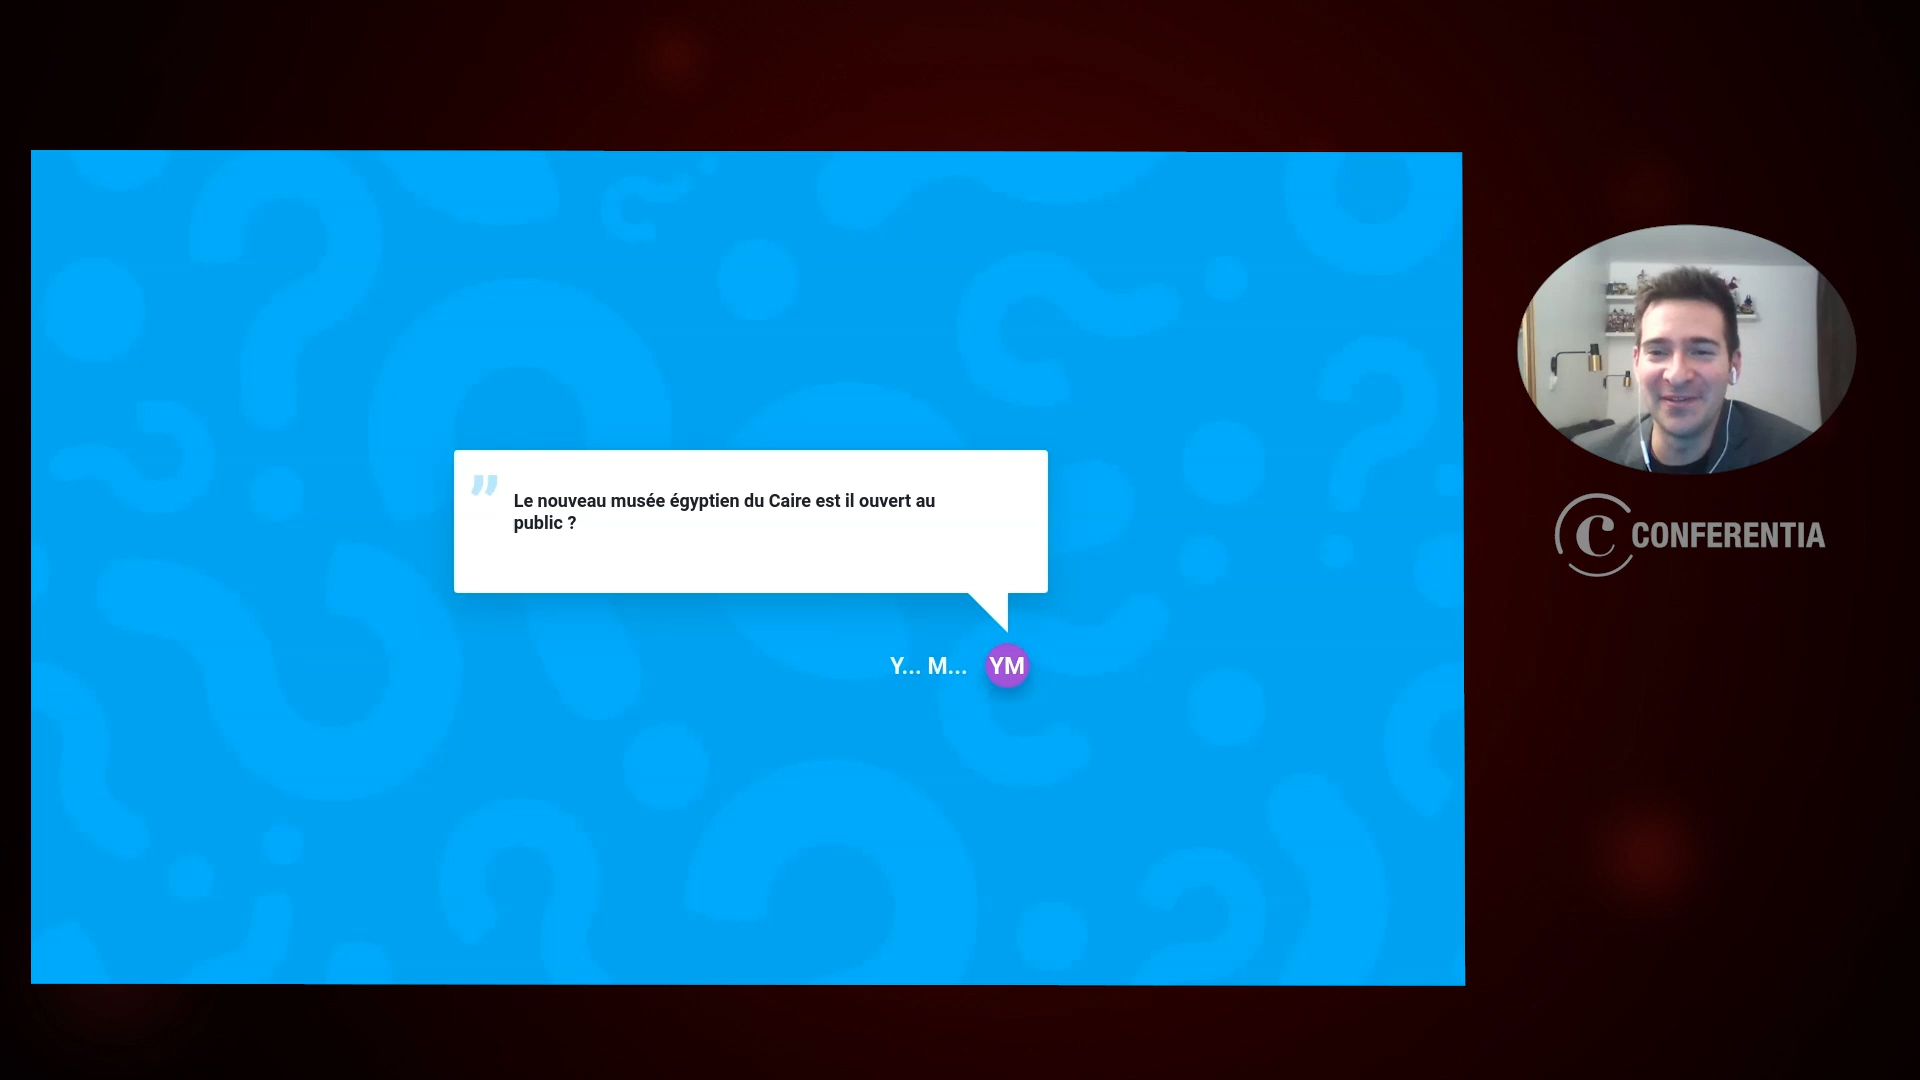 Le nouveau musée égyptien du Caire est il ouvert au
public ?
Y... M... YM
C CONFERENTIA